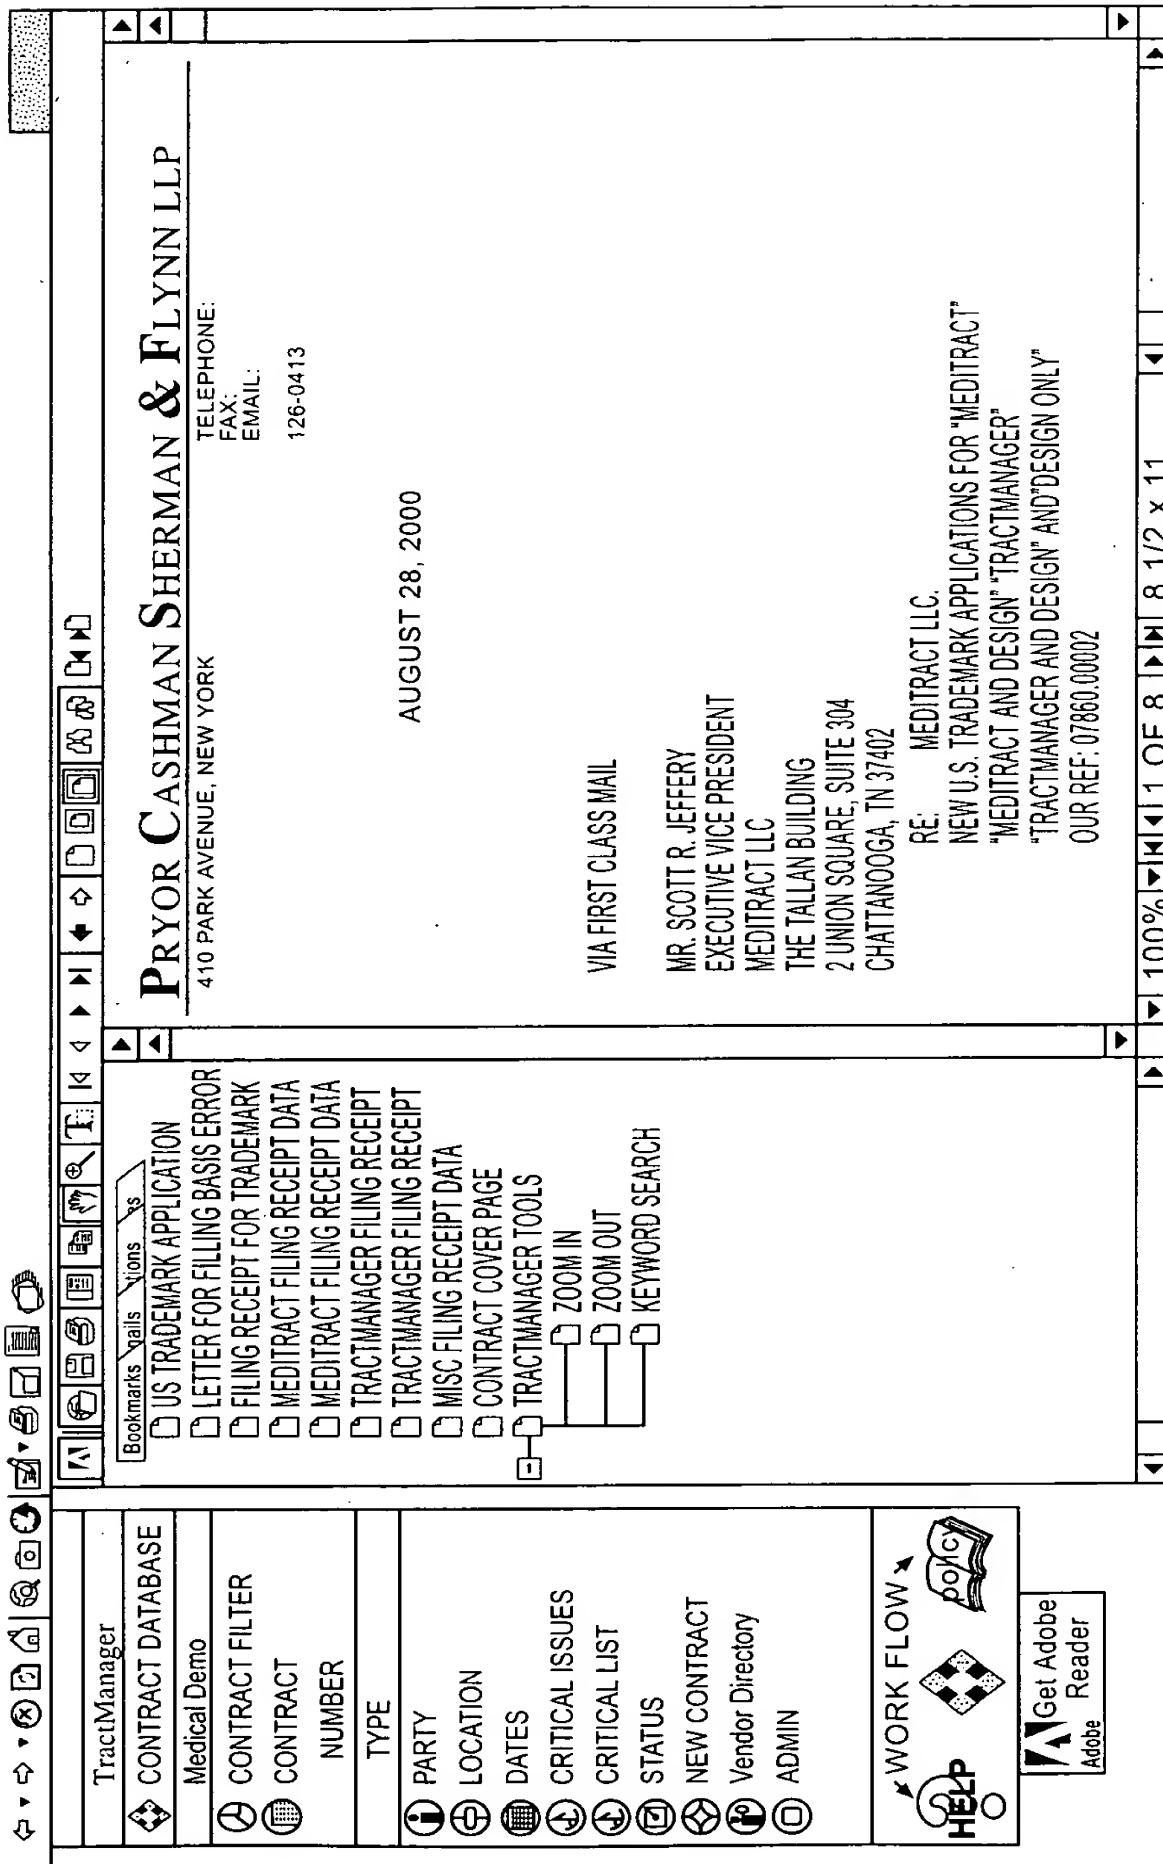 TractManager
CONTRACT DATABASE
Medical Demo
CONTRACT FILTER
CONTRACT
NUMBER
TYPE
PARTY
LOCATION
DATES
CRITICAL ISSUES
CRITICAL LIST
STATUS
NEW CONTRACT
Vendor Directory
ADMIN
WORK FLOW
HELP
policy
Get Adobe
Reader
Adobe
Bookmarks nails tions rs
US TRADEMARK APPLICATION
LETTER FOR FILLING BASIS ERROR
FILING RECEIPT FOR TRADEMARK
MEDITRACT FILING RECEIPT DATA
MEDITRACT FILING RECEIPT DATA
TRACTMANAGER FILING RECEIPT
TRACTMANAGER FILING RECEIPT
MISC FILING RECEIPT DATA
CONTRACT COVER PAGE
TRACTMANAGER TOOLS
ZOOM IN
ZOOM OUT
KEYWORD SEARCH
PRYOR CASHMAN SHERMAN & FLYNN LLP
410 PARK AVENUE, NEW YORK
TELEPHONE:
FAX:
EMAIL:
126-0413
AUGUST 28, 2000
VIA FIRST CLASS MAIL
MR. SCOTT R. JEFFERY
EXECUTIVE VICE PRESIDENT
MEDITRACT LLC
THE TALLAN BUILDING
2 UNION SQUARE, SUITE 304
CHATTANOOGA, TN 37402
RE: MEDITRACT LLC.
NEW U.S. TRADEMARK APPLICATIONS FOR "MEDITRACT"
"MEDITRACT AND DESIGN" "TRACTMANAGER"
"TRACTMANAGER AND DESIGN" AND"DESIGN ONLY"
OUR REF: 07860.00002
100% 1 OF 8 8 1/2 x 11